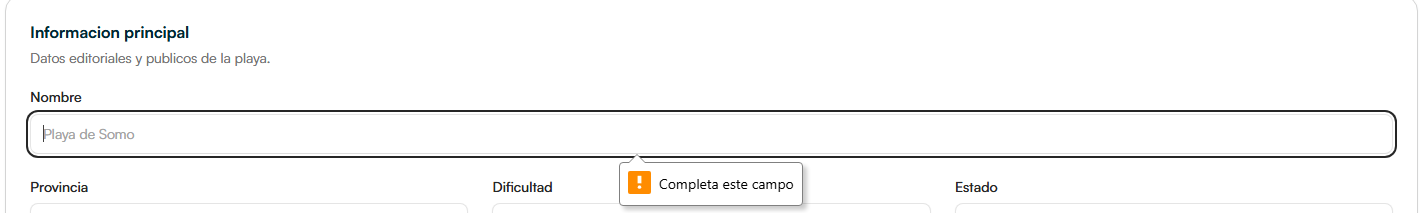 Informacion principal
Datos editoriales y publicos de la playa.
Nombre
Playa de Somo
Completa este campo
Provincia
Dificultad
Estado